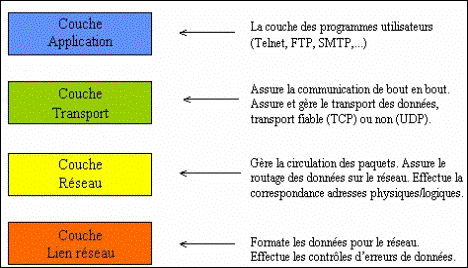 Couche
Application
La couche des programmes utilisateurs
(Telnet, FTP, SMTP,...)
Couche
Transport
Assure la communication de bout en bout.
Assure et gère le transport des données,
transport fiable (TCP) ou non (UDP).
Couche
Réseau
Gère la circulation des paquets. Assure le
routage des données sur le réseau. Effectue la
correspondance adresses physiques/logiques.
Couche
Lien réseau
Formate les données pour le réseau.
Effectue les contrôles d'erreurs de données.